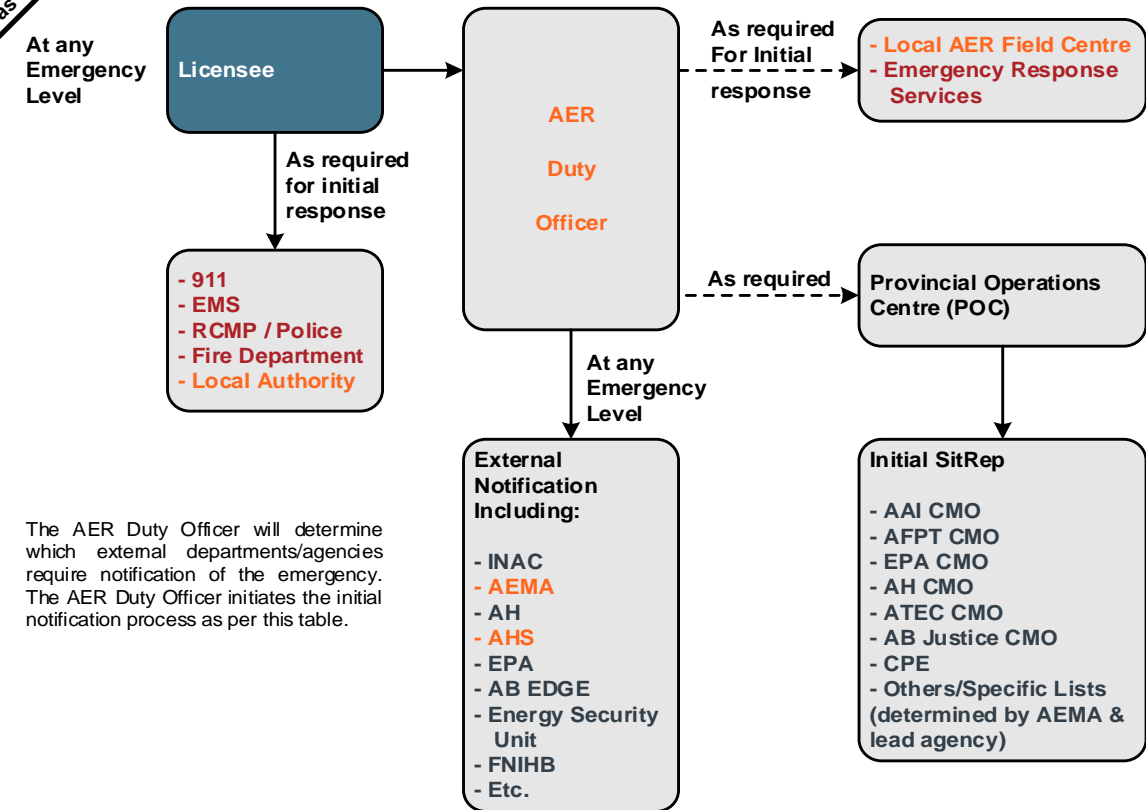 as
At any
Emergency
Level
Licensee
As required
for initial
response
- 911
- EMS
- RCMP / Police
- Fire Department
- Local Authority
AER
Duty
Officer
As required
For Initial
response
- Local AER Field Centre
- Emergency Response
Services
As required
Provincial Operations
Centre (POC)
At any
Emergency
Level
External
Notification
Including:
- INAC
- AEMA
- AH
- AHS
- EPA
- AB EDGE
- Energy Security
Unit
- FNIHB
- Etc.
Initial SitRep
- AAI CMO
- AFPT CMO
- EPA CMO
- AH CMO
- ATEC CMO
- AB Justice CMO
- CPE
- Others/Specific Lists
(determined by AEMA &
lead agency)
The AER Duty Officer will determine
which external departments/agencies
require notification of the emergency.
The AER Duty Officer initiates the initial
notification process as per this table.